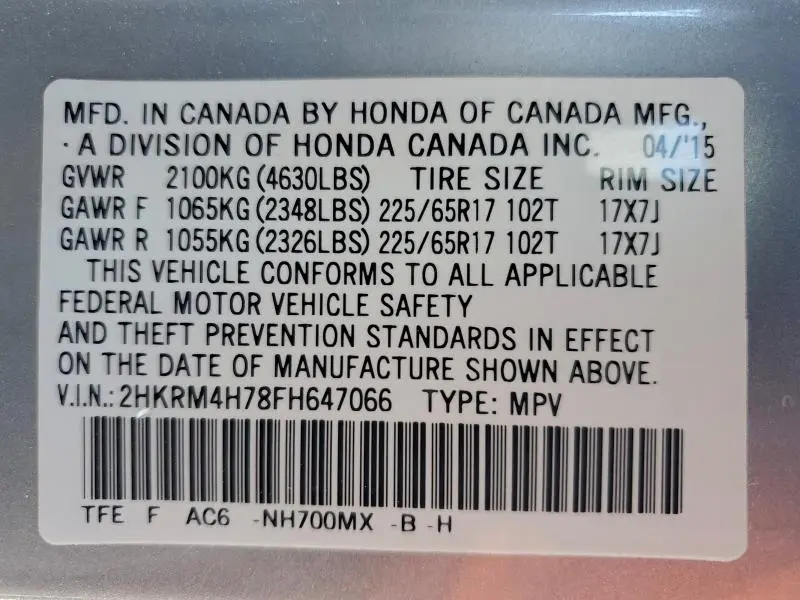 MFD. IN CANADA BY HONDA OF CANADA MFG.,
·A DIVISION OF HONDA CANADA INC. 04/'15
GVWR 2100KG(4630LBS) TIRE SIZE RIM SIZE
GAWR F 1065KG(2348LBS) 225/65R17 102T 17X7J
GAWR R 1055KG(2326LBS) 225/65R17 102T 17X7J
THIS VEHICLE CONFORMS TO ALL APPLICABLE
FEDERAL MOTOR VEHICLE SAFETY
AND THEFT PREVENTION STANDARDS IN EFFECT
ON THE DATE OF MANUFACTURE SHOWN ABOVE.
V.I.N.:2HKRM4H78FH647066 TYPE: MPV
TFE F AC6 -NH700MX -B -H